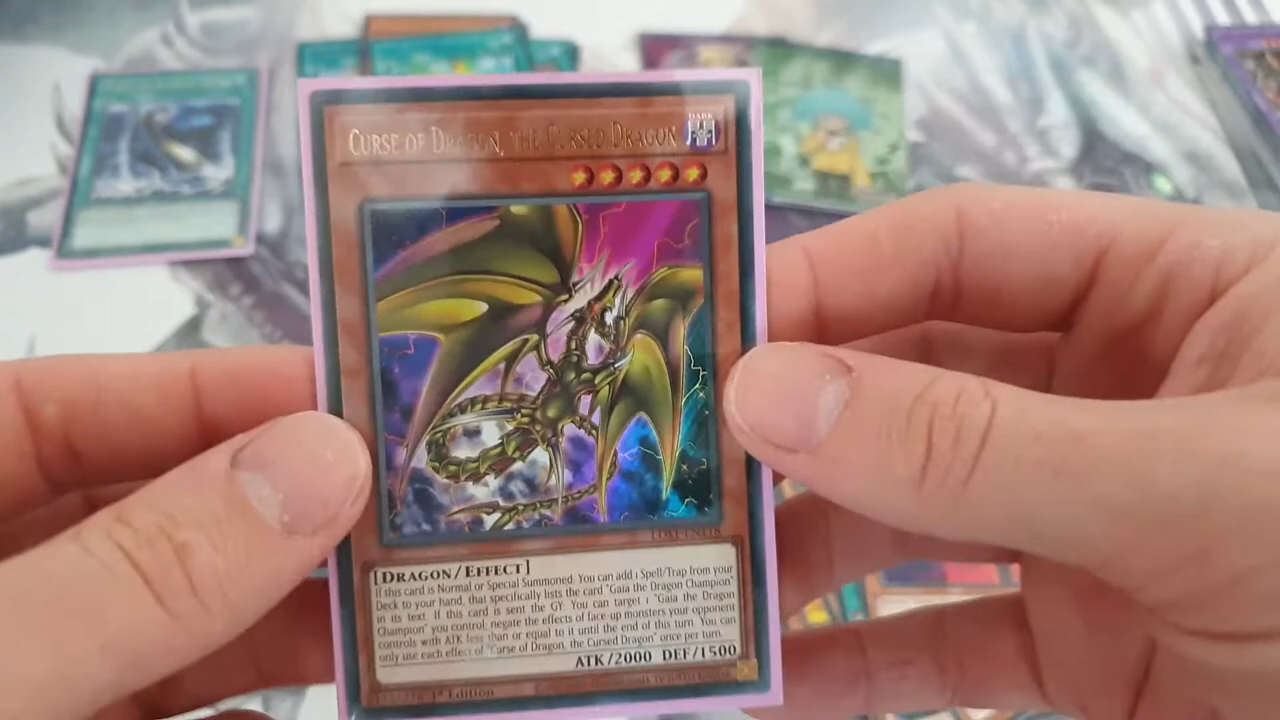 CURSE OF DRAGON, THE CURSED DRAGON
DARK
[DRAGON/EFFECT]
If this card is Normal or Special Summoned: You can add 1 Spell/Trap from your
Deck to your hand, that specifically lists the card "Gaia the Dragon Champion"
in its text. If this card is sent to the GY: You can target 1 "Gaia the Dragon
Champion" you control; negate the effects of face-up monsters your opponent
controls with ATK less than or equal to it until the end of this turn. You can
only use each effect of "Curse of Dragon, the Cursed Dragon" once per turn.
ATK/2000 DEF/1500
1st Edition